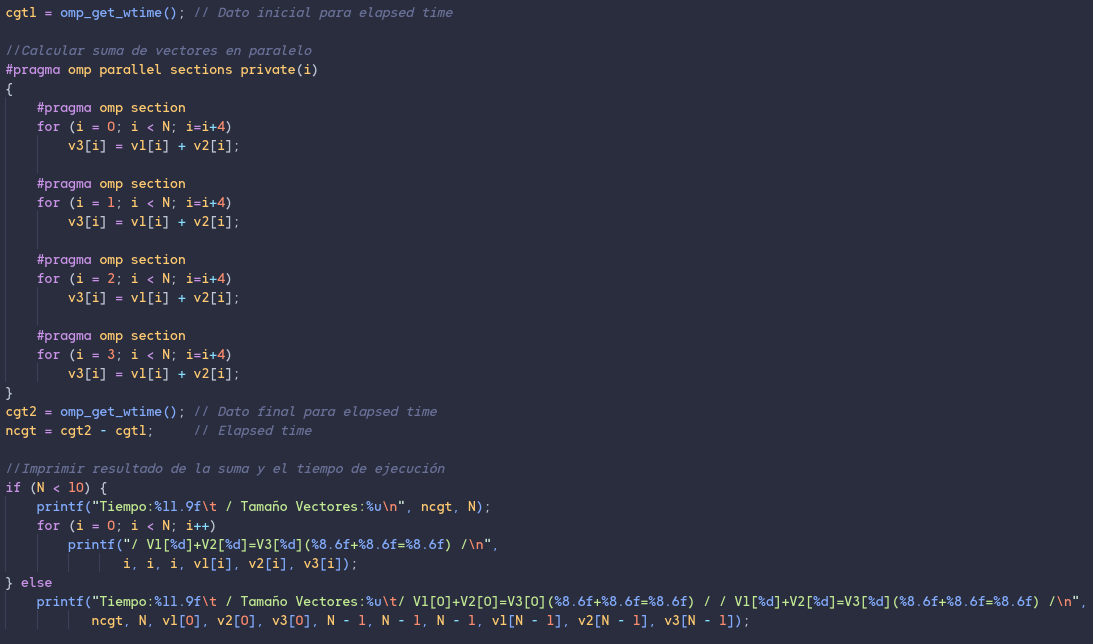 cgt1 = omp_get_wtime(); // Dato inicial para elapsed time
//Calcular suma de vectores en paralelo
#pragma omp parallel sections private(i)
{
#pragma omp section
for (i = 0; i < N; i=i+4)
v3[i] = v1[i] + v2[i];
#pragma omp section
for (i = 1; i < N; i=i+4)
v3[i] = v1[i] + v2[i];
#pragma omp section
for (i = 2; i < N; i=i+4)
v3[i] = v1[i] + v2[i];
#pragma omp section
for (i = 3; i < N; i=i+4)
v3[i] = v1[i] + v2[i];
}
cgt2 = omp_get_wtime(); // Dato final para elapsed time
ncgt = cgt2 - cgt1; // Elapsed time
//Imprimir resultado de la suma y el tiempo de ejecución
if (N < 10) {
printf("Tiempo:%11.9f\t / Tamaño Vectores:%u\n", ncgt, N);
for (i = 0; i < N; i++)
printf("/ V1[%d]+V2[%d]=V3[%d](%8.6f+%8.6f=%8.6f) /\n",
i, i, i, v1[i], v2[i], v3[i]);
} else
printf("Tiempo:%11.9f\t / Tamaño Vectores:%u\t/ V1[0]+V2[0]=V3[0](%8.6f+%8.6f=%8.6f) / / V1[%d]+V2[%d]=V3[%d](%8.6f+%8.6f=%8.6f) /\n",
ncgt, N, v1[0], v2[0], v3[0], N - 1, N - 1, N - 1, v1[N - 1], v2[N - 1], v3[N - 1]);